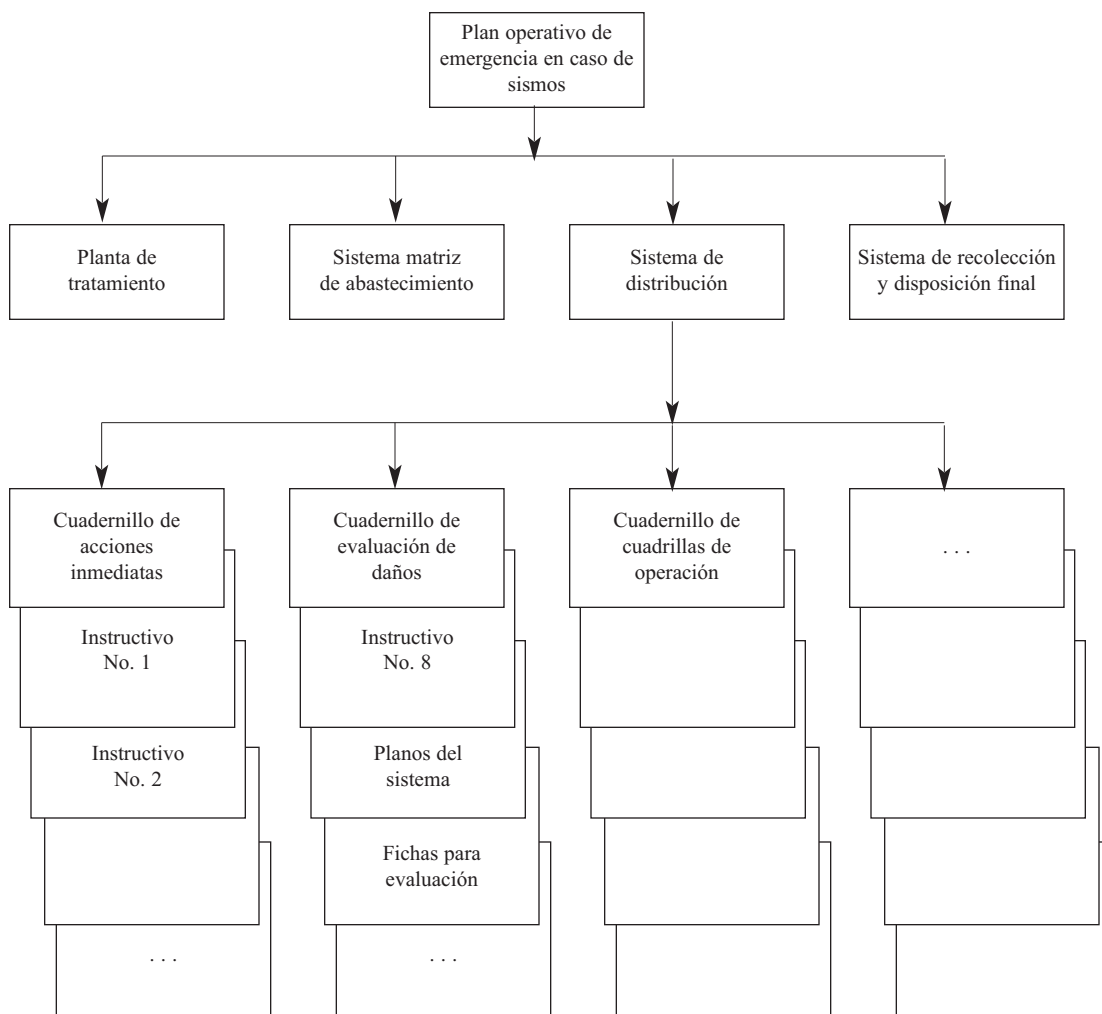 Plan operativo de
emergencia en caso de
sismos
Planta de
tratamiento
Sistema matriz
de abastecimiento
Sistema de
distribución
Sistema de recolección
y disposición final
Cuadernillo de
acciones
inmediatas
Cuadernillo de
evaluación de
daños
Cuadernillo de
cuadrillas de
operación
. . .
Instructivo
No. 1
Instructivo
No. 8
Instructivo
No. 2
Planos del
sistema
Fichas para
evaluación
. . .
. . .